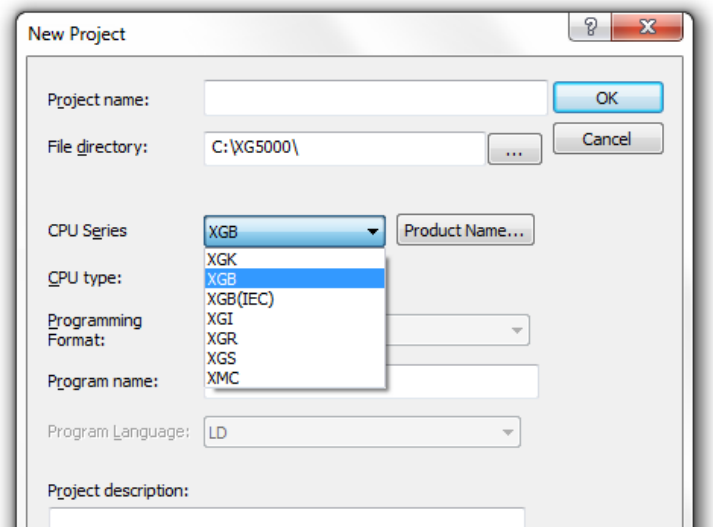 New Project
Project name:
OK
File directory:
C:\XG5000\
...
Cancel
CPU Series
XGB
Product Name...
XGK
CPU type:
XGB
XGB(IEC)
Programming
Format:
XGI
XGR
XGS
Program name:
XMC
Program Language:
LD
Project description: